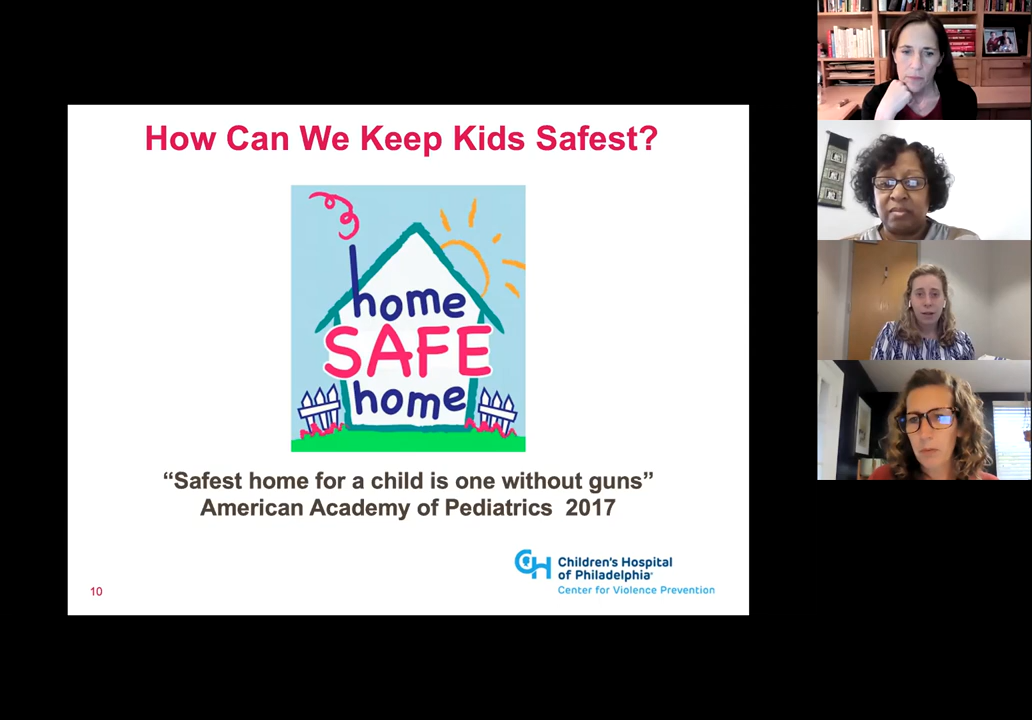 How Can We Keep Kids Safest?
home
SAFE
home
“Safest home for a child is one without guns”
American Academy of Pediatrics 2017
CH
Children's Hospital
of Philadelphia
Center for Violence Prevention
10